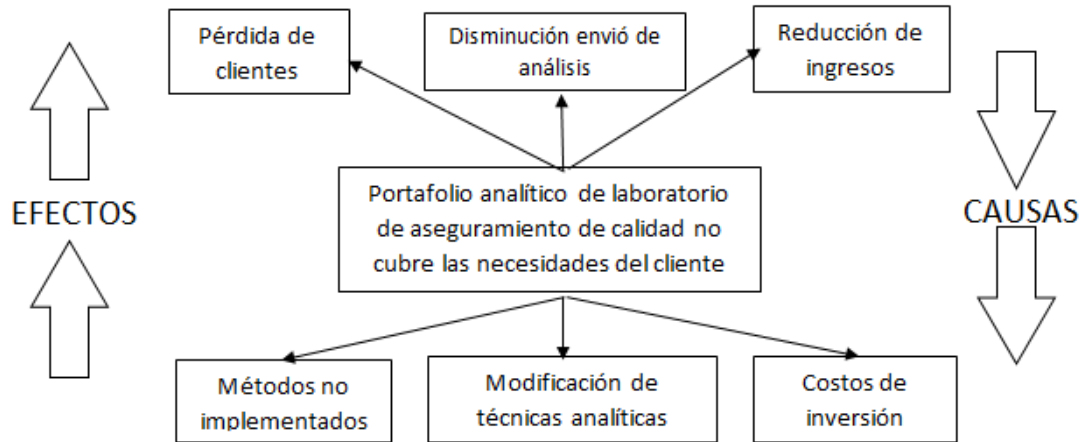 Pérdida de
clientes
Disminución envió de
análisis
Reducción de
ingresos
EFECTOS
Portafolio analítico de laboratorio
de aseguramiento de calidad no
cubre las necesidades del cliente
CAUSAS
Métodos no
implementados
Modificación de
técnicas analíticas
Costos de
inversión